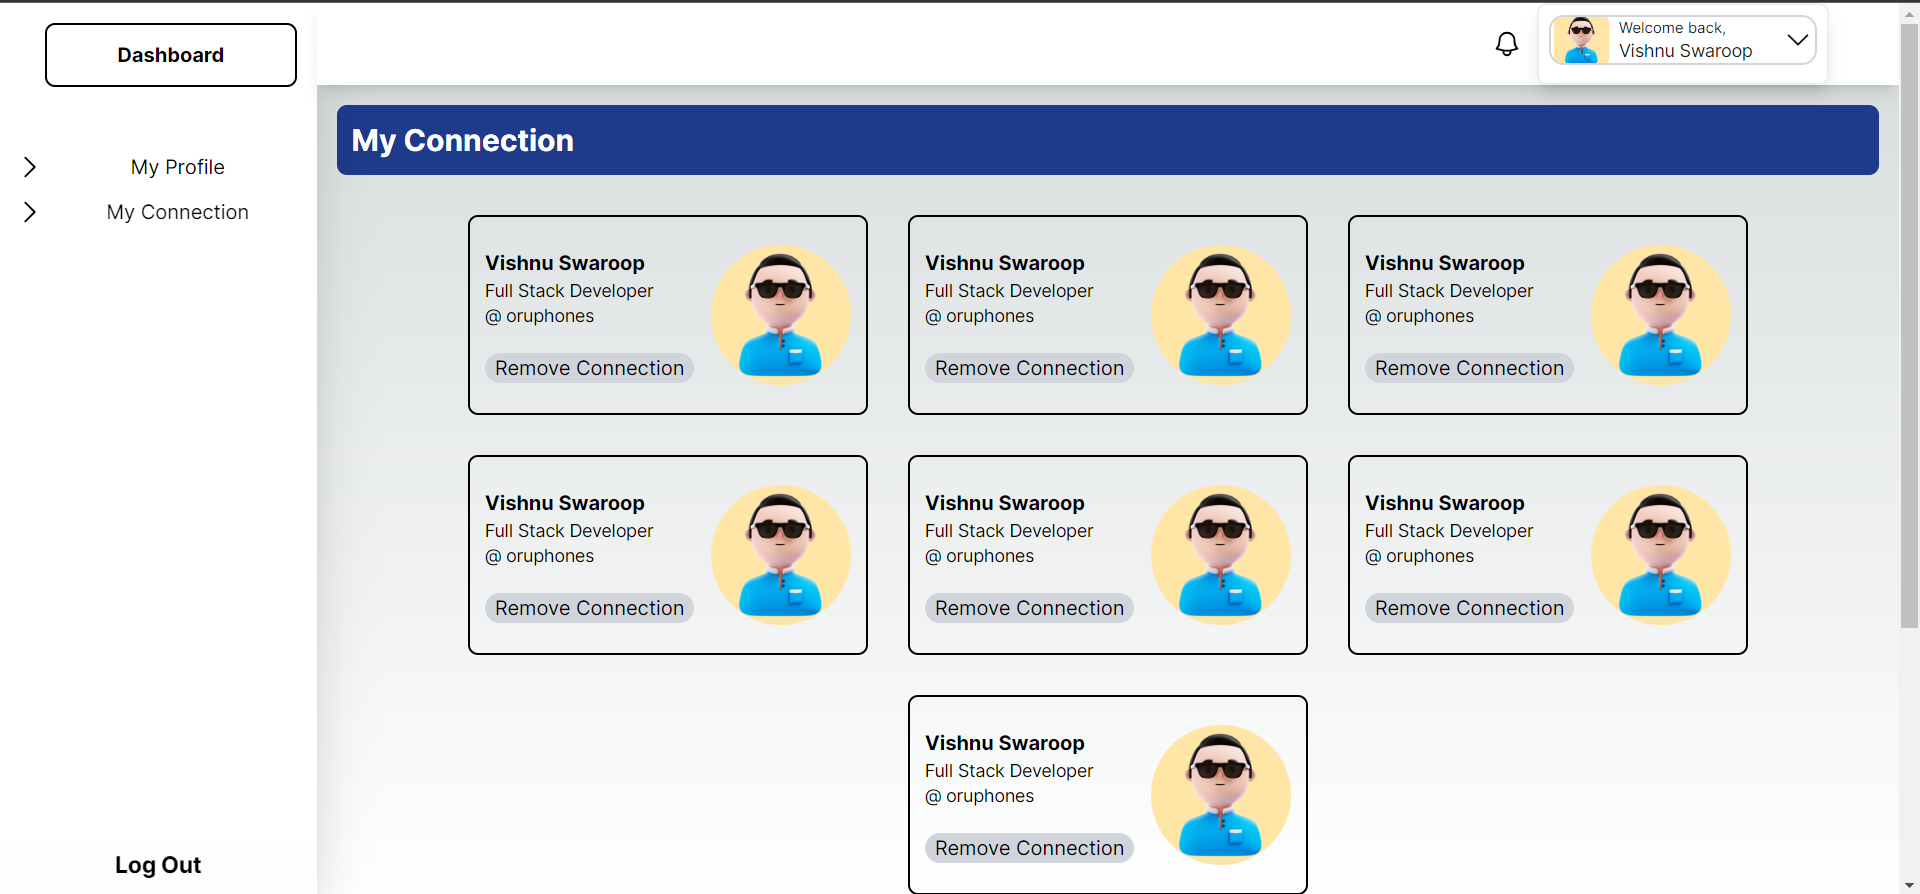 Dashboard
My Profile
My Connection
Log Out
Welcome back,
Vishnu Swaroop
My Connection
Vishnu Swaroop
Full Stack Developer
@ oruphones
Remove Connection
Vishnu Swaroop
Full Stack Developer
@ oruphones
Remove Connection
Vishnu Swaroop
Full Stack Developer
@ oruphones
Remove Connection
Vishnu Swaroop
Full Stack Developer
@ oruphones
Remove Connection
Vishnu Swaroop
Full Stack Developer
@ oruphones
Remove Connection
Vishnu Swaroop
Full Stack Developer
@ oruphones
Remove Connection
Vishnu Swaroop
Full Stack Developer
@ oruphones
Remove Connection